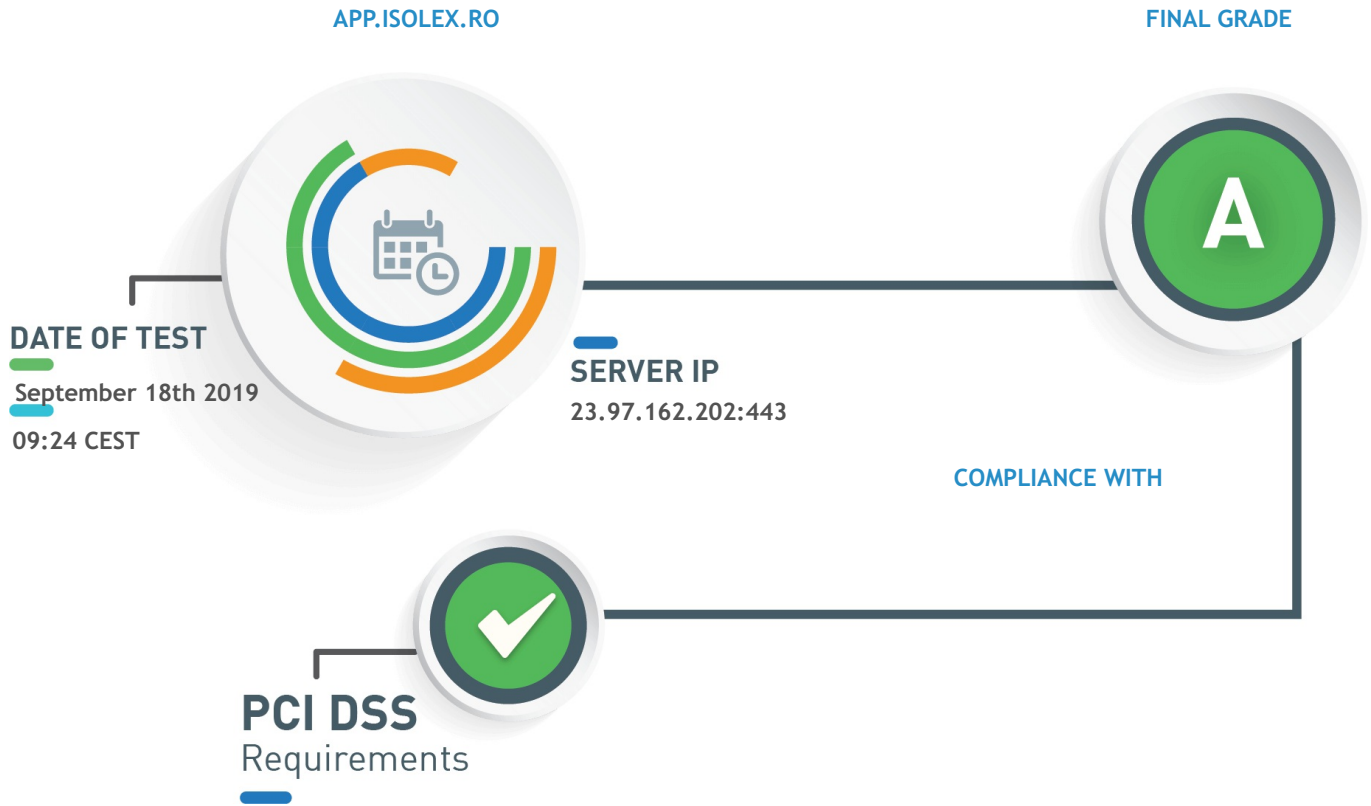 APP.ISOLEX.RO
FINAL GRADE
A
DATE OF TEST
September 18th 2019
09:24 CEST
SERVER IP
23.97.162.202:443
COMPLIANCE WITH
PCI DSS
Requirements